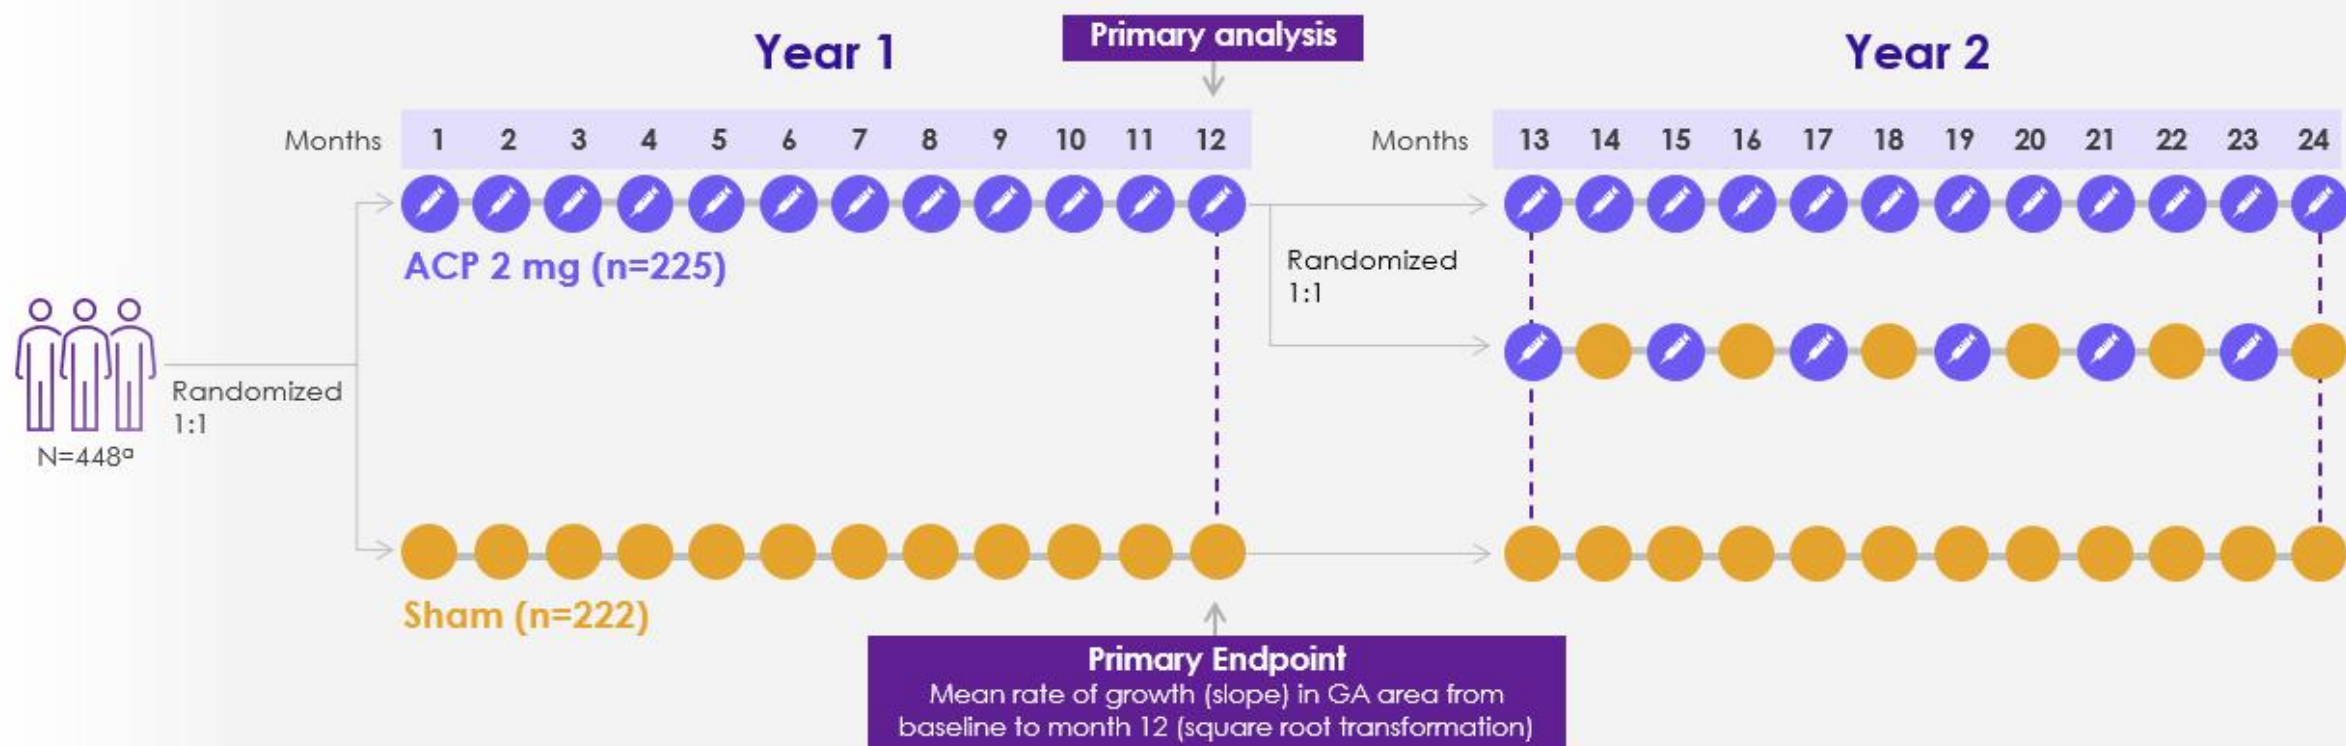 Primary analysis
Year 1
Year 2
Months 1 2 3 4 5 6 7 8 9 10 11 12
Months 13 14 15 16 17 18 19 20 21 22 23 24
ACP 2 mg (n=225)
Randomized
1:1
Randomized
1:1
N=448ᵃ
Sham (n=222)
Primary Endpoint
Mean rate of growth (slope) in GA area from
baseline to month 12 (square root transformation)